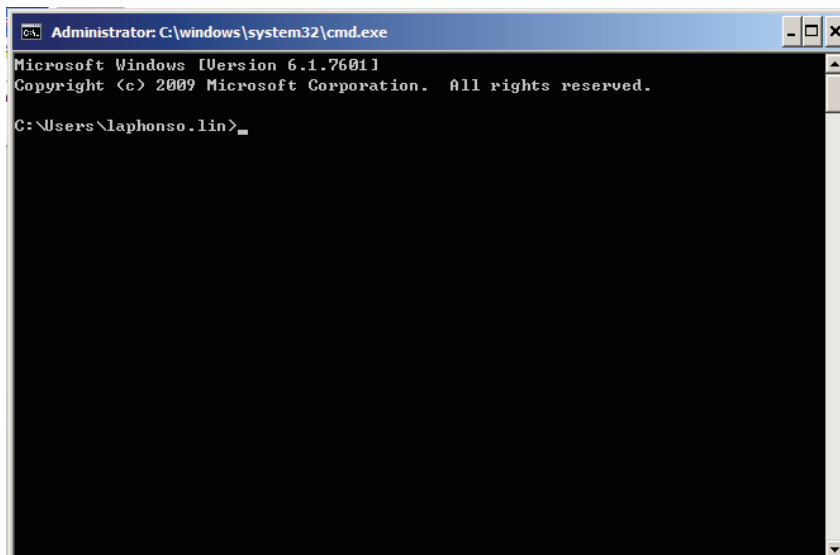 Administrator: C:\windows\system32\cmd.exe
Microsoft Windows [Version 6.1.7601]
Copyright (c) 2009 Microsoft Corporation.  All rights reserved.
C:\Users\laphonso.lin>_